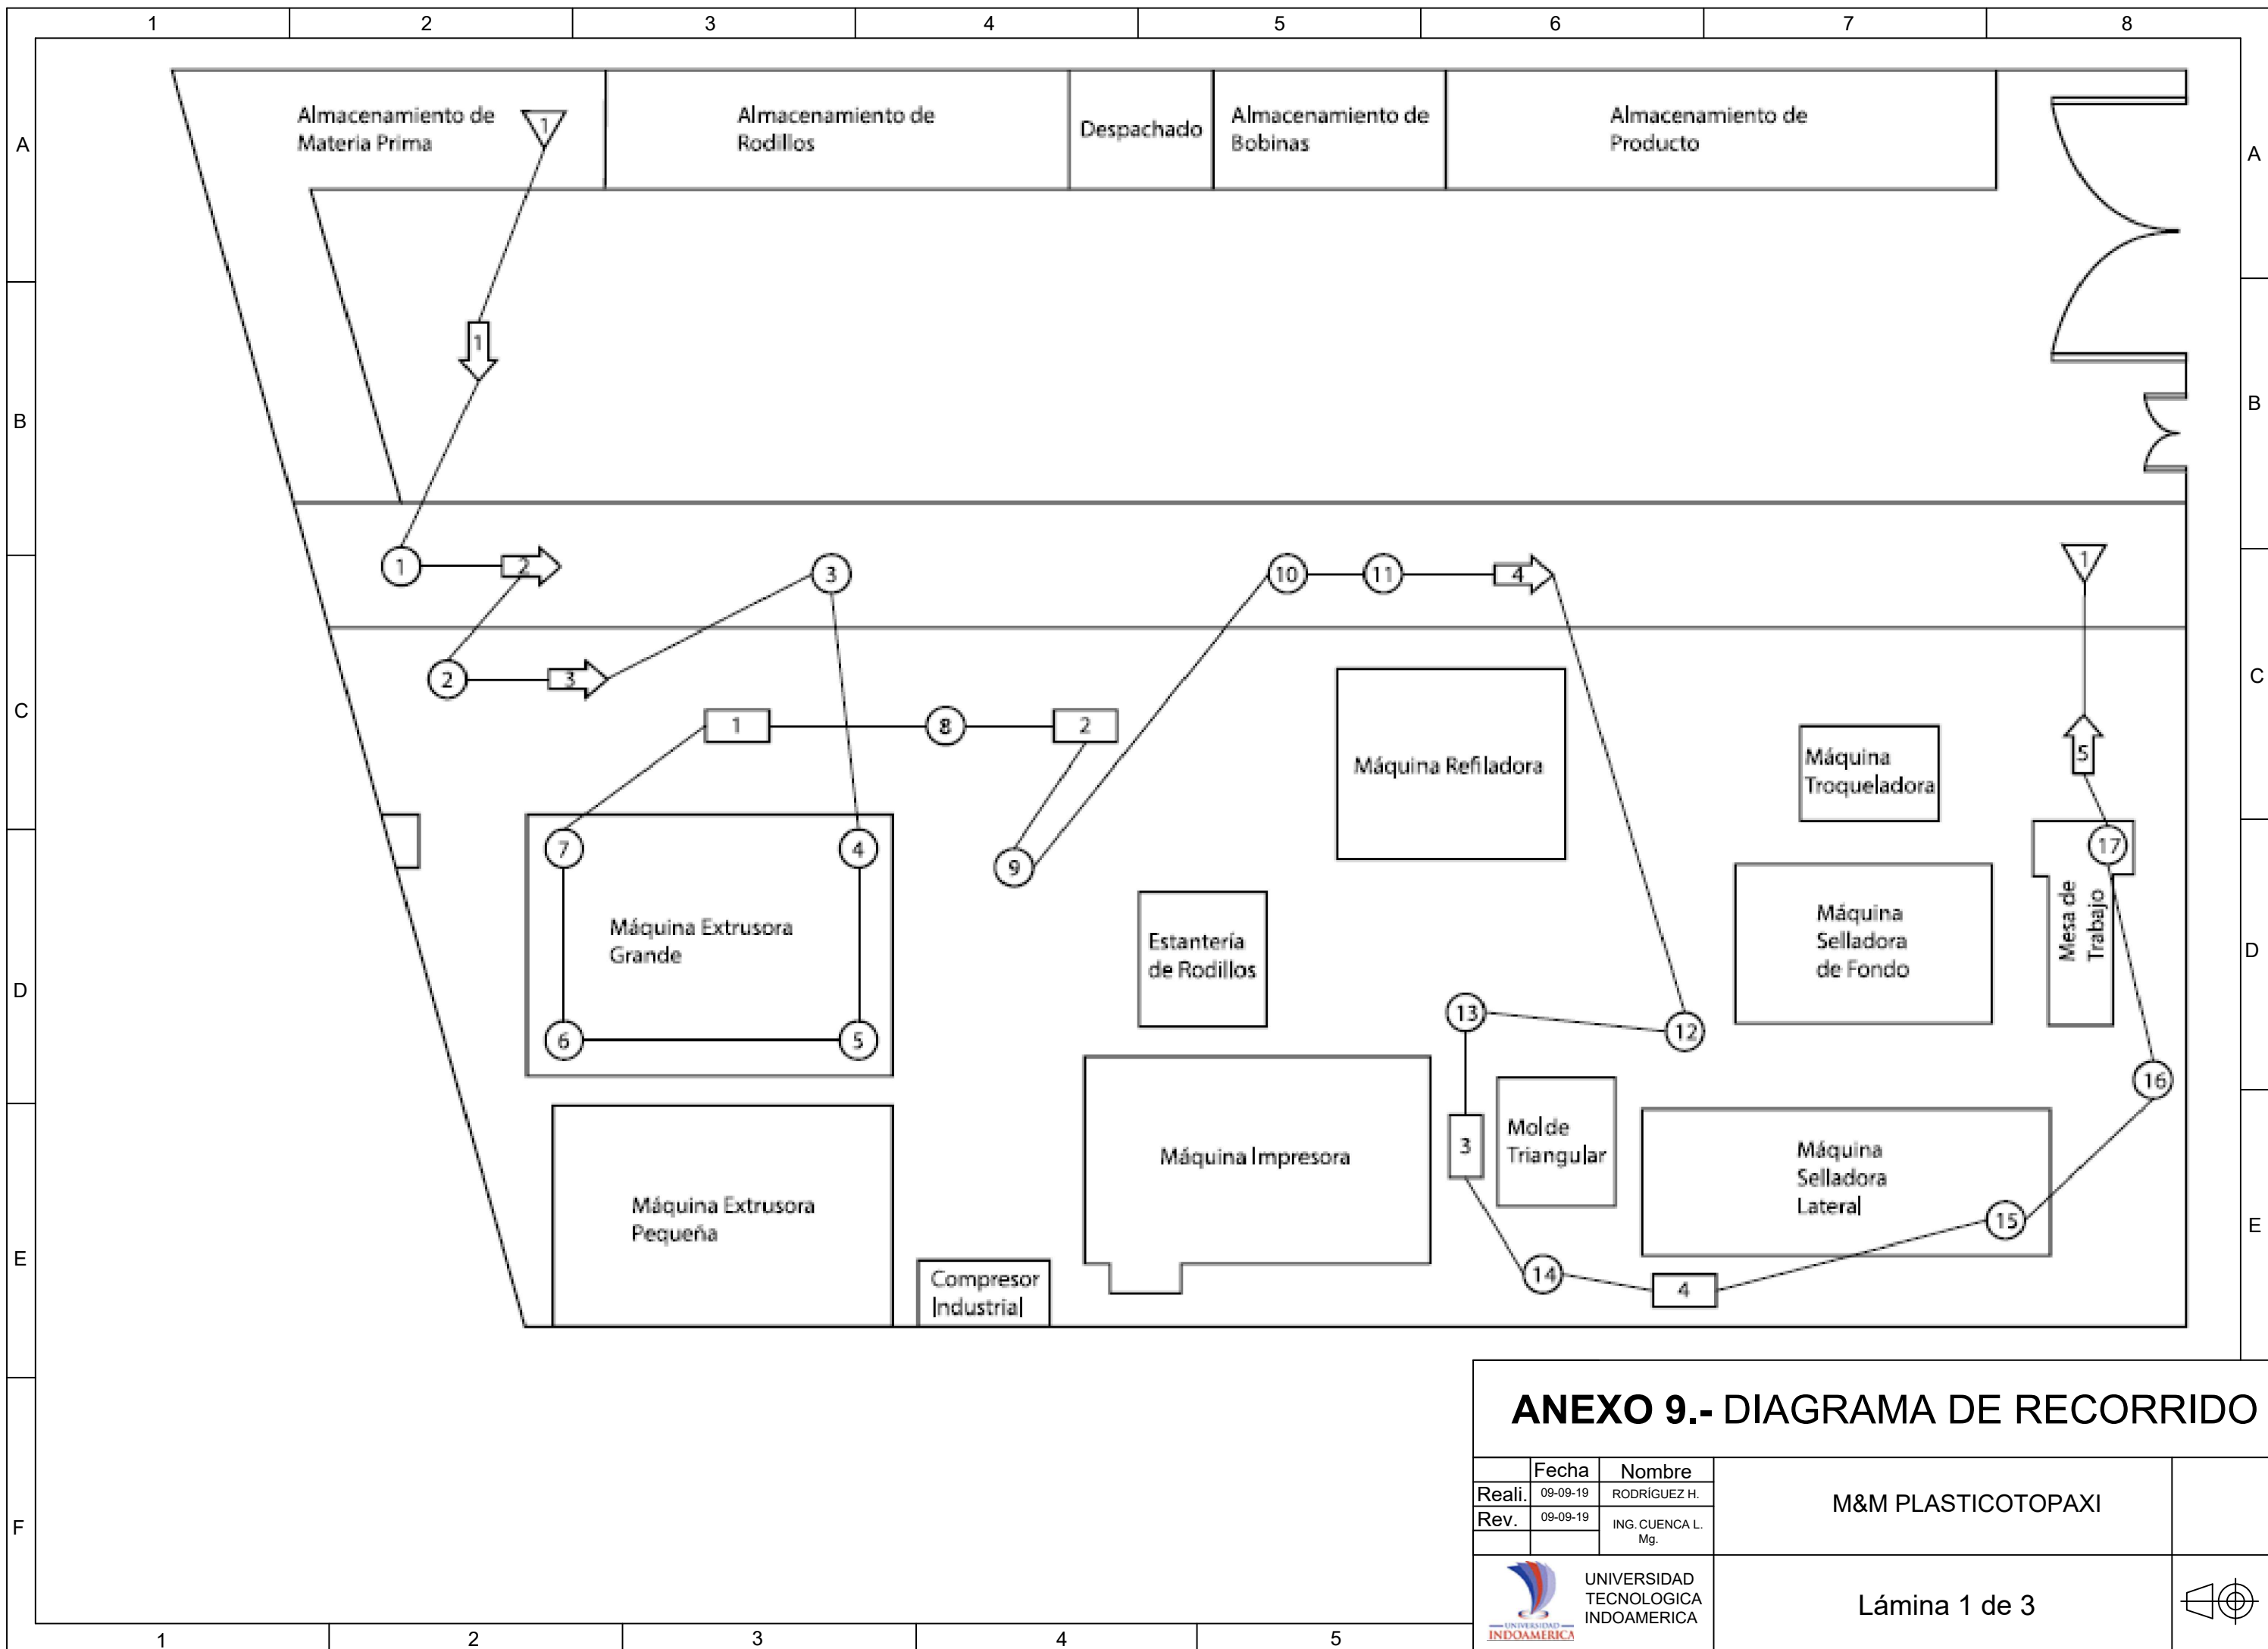 1 2 3 4 5 6 7 8
A A
Almacenamiento de
Materia Prima
1
Almacenamiento de
Rodillos
Despachado
Almacenamiento de
Bobinas
Almacenamiento de
Producto
1
B B
1 2 3 10 11 4 1
2 3
C C
1 8 2
Máquina Refiladora
Máquina
Troqueladora
5
7 4 9 17
Máquina Extrusora
Grande
Estantería
de Rodillos
Máquina
Selladora
de Fondo
Mesa de
Trabajo
D D
6 5 13 12 16
Máquina Extrusora
Pequeña
Máquina Impresora
3
Molde
Triangular
Máquina
Selladora
Lateral
15
E E
Compresor
Industrial
14 4
ANEXO 9.- DIAGRAMA DE RECORRIDO
Fecha Nombre
Reali. 09-09-19 RODRÍGUEZ H.
Rev. 09-09-19 ING. CUENCA L.
Mg.
M&M PLASTICOTOPAXI
F
UNIVERSIDAD
INDOAMERICA
UNIVERSIDAD
TECNOLOGICA
INDOAMERICA
Lámina 1 de 3
1 2 3 4 5